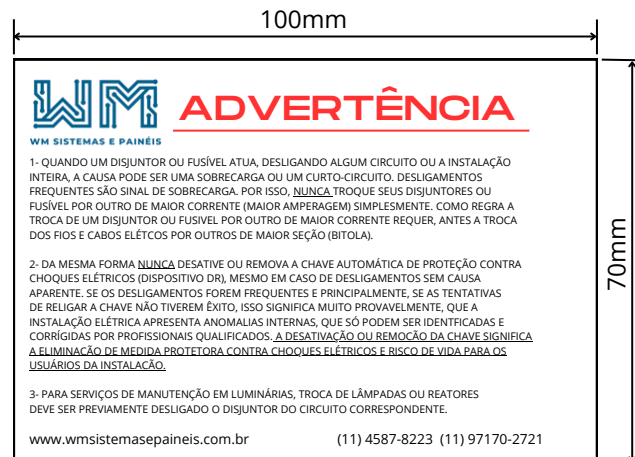 100mm
WM
WM SISTEMAS E PAINÉIS
ADVERTÊNCIA
1- QUANDO UM DISJUNTOR OU FUSÍVEL ATUA, DESLIGANDO ALGUM CIRCUITO OU A INSTALAÇÃO
INTEIRA, A CAUSA PODE SER UMA SOBRECARGA OU UM CURTO-CIRCUITO. DESLIGAMENTOS
FREQUENTES SÃO SINAL DE SOBRECARGA. POR ISSO, NUNCA TROQUE SEUS DISJUNTORES OU
FUSÍVEL POR OUTRO DE MAIOR CORRENTE (MAIOR AMPERAGEM) SIMPLESMENTE. COMO REGRA A
TROCA DE UM DISJUNTOR OU FUSIVEL POR OUTRO DE MAIOR CORRENTE REQUER, ANTES A TROCA
DOS FIOS E CABOS ELÉTCOS POR OUTROS DE MAIOR SEÇÃO (BITOLA).
2- DA MESMA FORMA NUNCA DESATIVE OU REMOVA A CHAVE AUTOMÁTICA DE PROTEÇÃO CONTRA
CHOQUES ELÉTRICOS (DISPOSITIVO DR), MESMO EM CASO DE DESLIGAMENTOS SEM CAUSA
APARENTE. SE OS DESLIGAMENTOS FOREM FREQUENTES E PRINCIPALMENTE, SE AS TENTATIVAS
DE RELIGAR A CHAVE NÃO TIVEREM ÊXITO, ISSO SIGNIFICA MUITO PROVAVELMENTE, QUE A
INSTALAÇÃO ELÉTRICA APRESENTA ANOMALIAS INTERNAS, QUE SÓ PODEM SER IDENTFICADAS E
CORRÍGIDAS POR PROFISSIONAIS QUALIFICADOS. A DESATIVAÇÃO OU REMOCÃO DA CHAVE SIGNIFICA
A ELIMINAÇÃO DE MEDIDA PROTETORA CONTRA CHOQUES ELÉTRICOS E RISCO DE VIDA PARA OS
USUÁRIOS DA INSTALACÃO.
3- PARA SERVIÇOS DE MANUTENÇÃO EM LUMINÁRIAS, TROCA DE LÂMPADAS OU REATORES
DEVE SER PREVIAMENTE DESLIGADO O DISJUNTOR DO CIRCUITO CORRESPONDENTE.
www.wmsistemasepaineis.com.br (11) 4587-8223 (11) 97170-2721
70mm